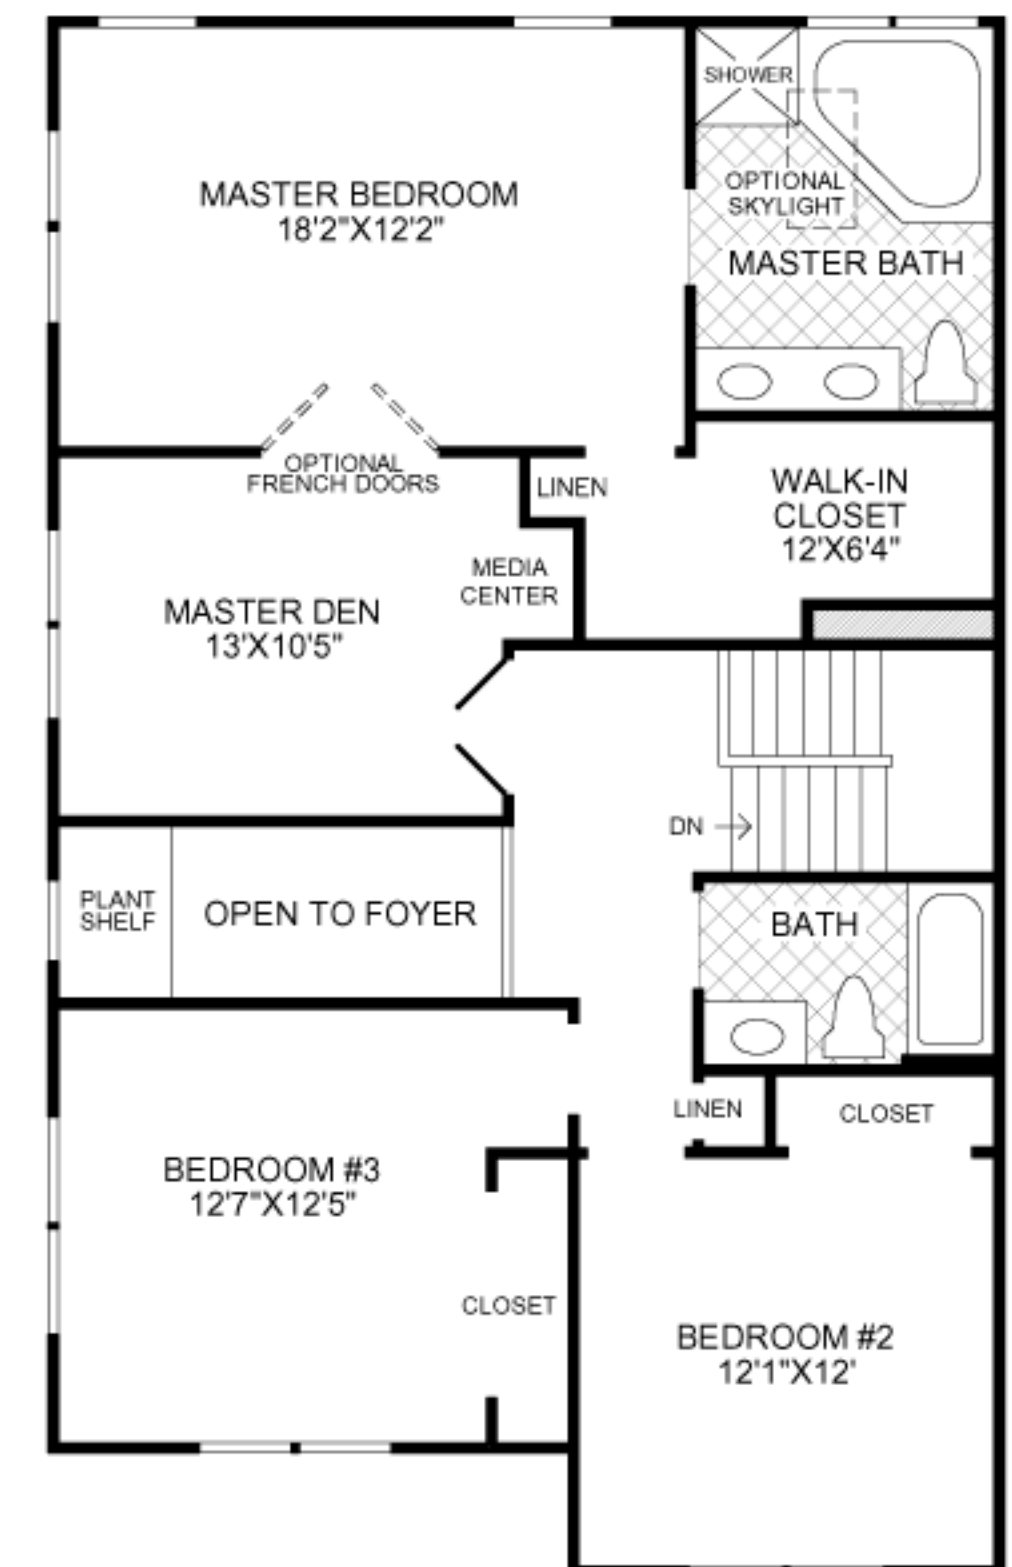 SHOWER
MASTER BEDROOM
18'2"X12'2"
OPTIONAL
SKYLIGHT
MASTER BATH
OPTIONAL
FRENCH DOORS
LINEN
WALK-IN
CLOSET
12'X6'4"
MEDIA
CENTER
MASTER DEN
13'X10'5"
DN
PLANT
SHELF
OPEN TO FOYER
BATH
LINEN
CLOSET
BEDROOM #3
12'7"X12'5"
CLOSET
BEDROOM #2
12'1"X12'